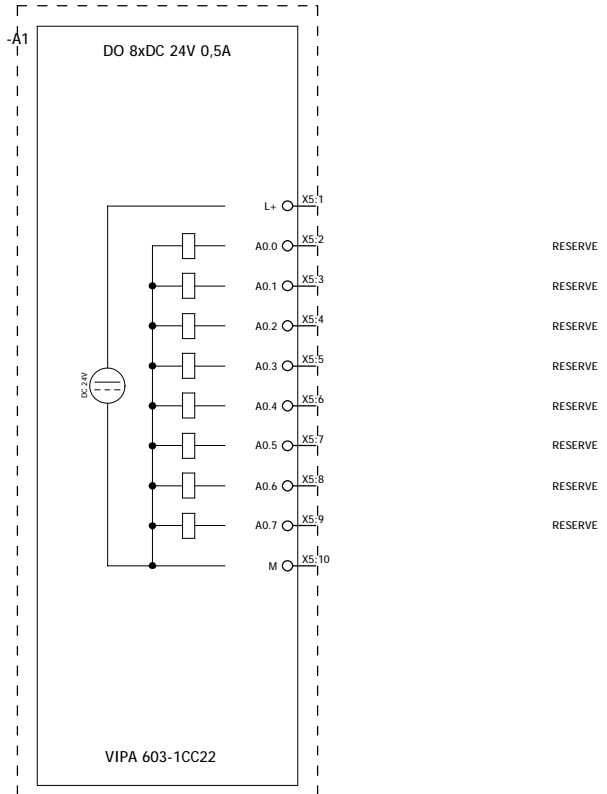 -A1
DO 8xDC 24V 0,5A
L+ X5:1
A0.0 X5:2 RESERVE
A0.1 X5:3 RESERVE
A0.2 X5:4 RESERVE
A0.3 X5:5 RESERVE
DC 24V
A0.4 X5:6 RESERVE
A0.5 X5:7 RESERVE
A0.6 X5:8 RESERVE
A0.7 X5:9 RESERVE
M X5:10
VIPA 603-1CC22